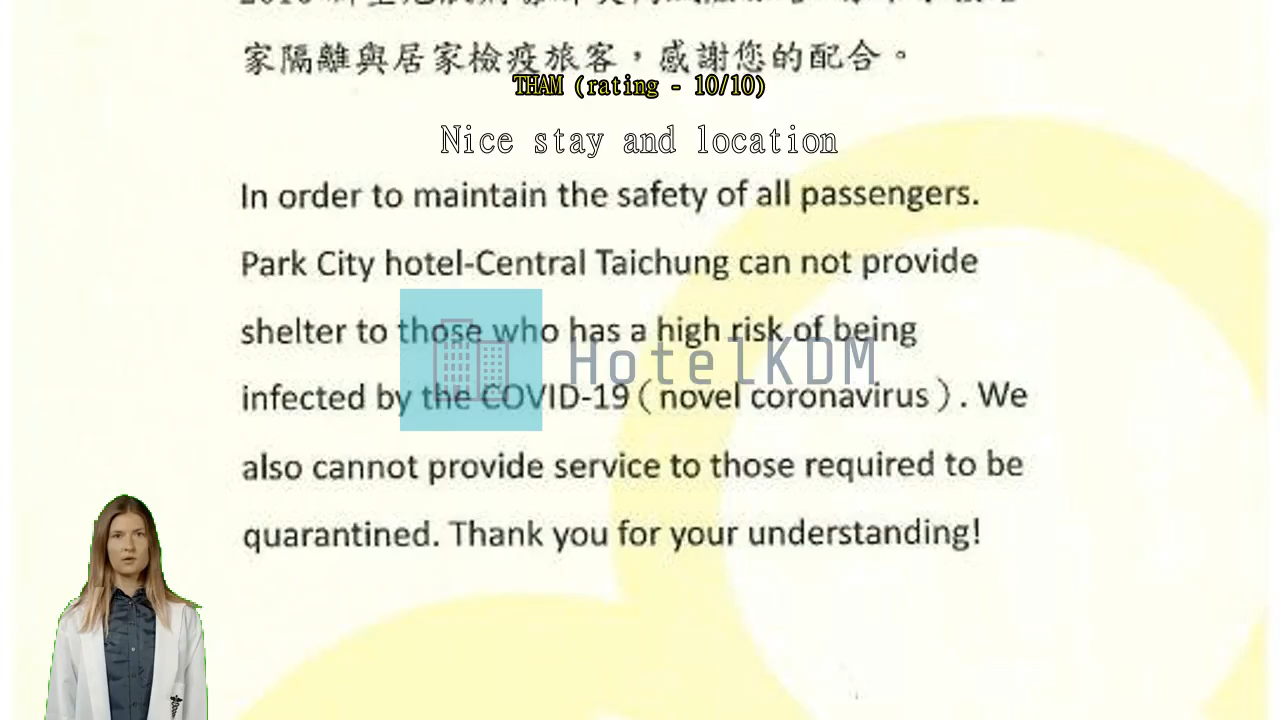 家隔離與居家檢疫旅客，感謝您的配合。
THAM (rating - 10/10)
Nice stay and location
In order to maintain the safety of all passengers.
Park City hotel-Central Taichung can not provide
shelter to those who has a high risk of being
HotelKDM
infected by the COVID-19（novel coronavirus）. We
also cannot provide service to those required to be
quarantined. Thank you for your understanding!